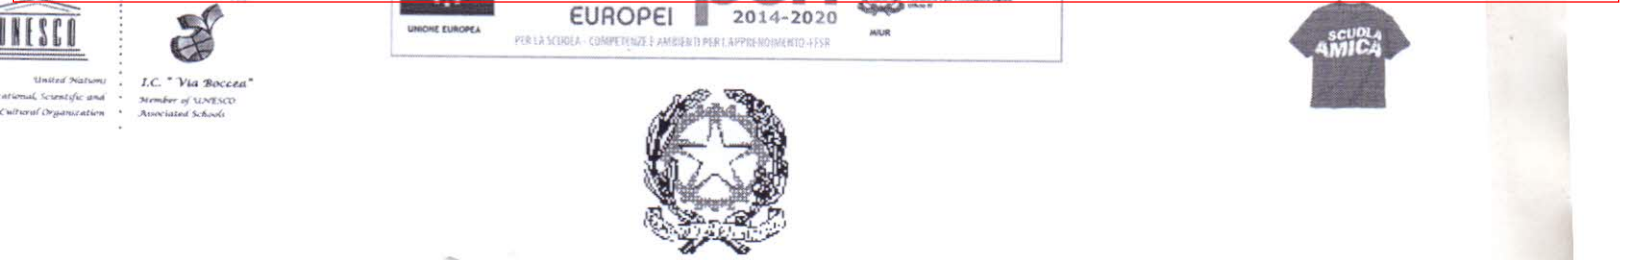 UNESCO
United Nations
Scientific and
Cultural Organization
I.C. " Via Boccea"
Member of UNESCO
Associated Schools
EUROPEI
2014-2020
UNIONE EUROPEA
MIUR
PER LA SCUOLA - COMPETENZE E AMBIENTI PER L'APPRENDIMENTO-FESR
SCUOLA
AMICA